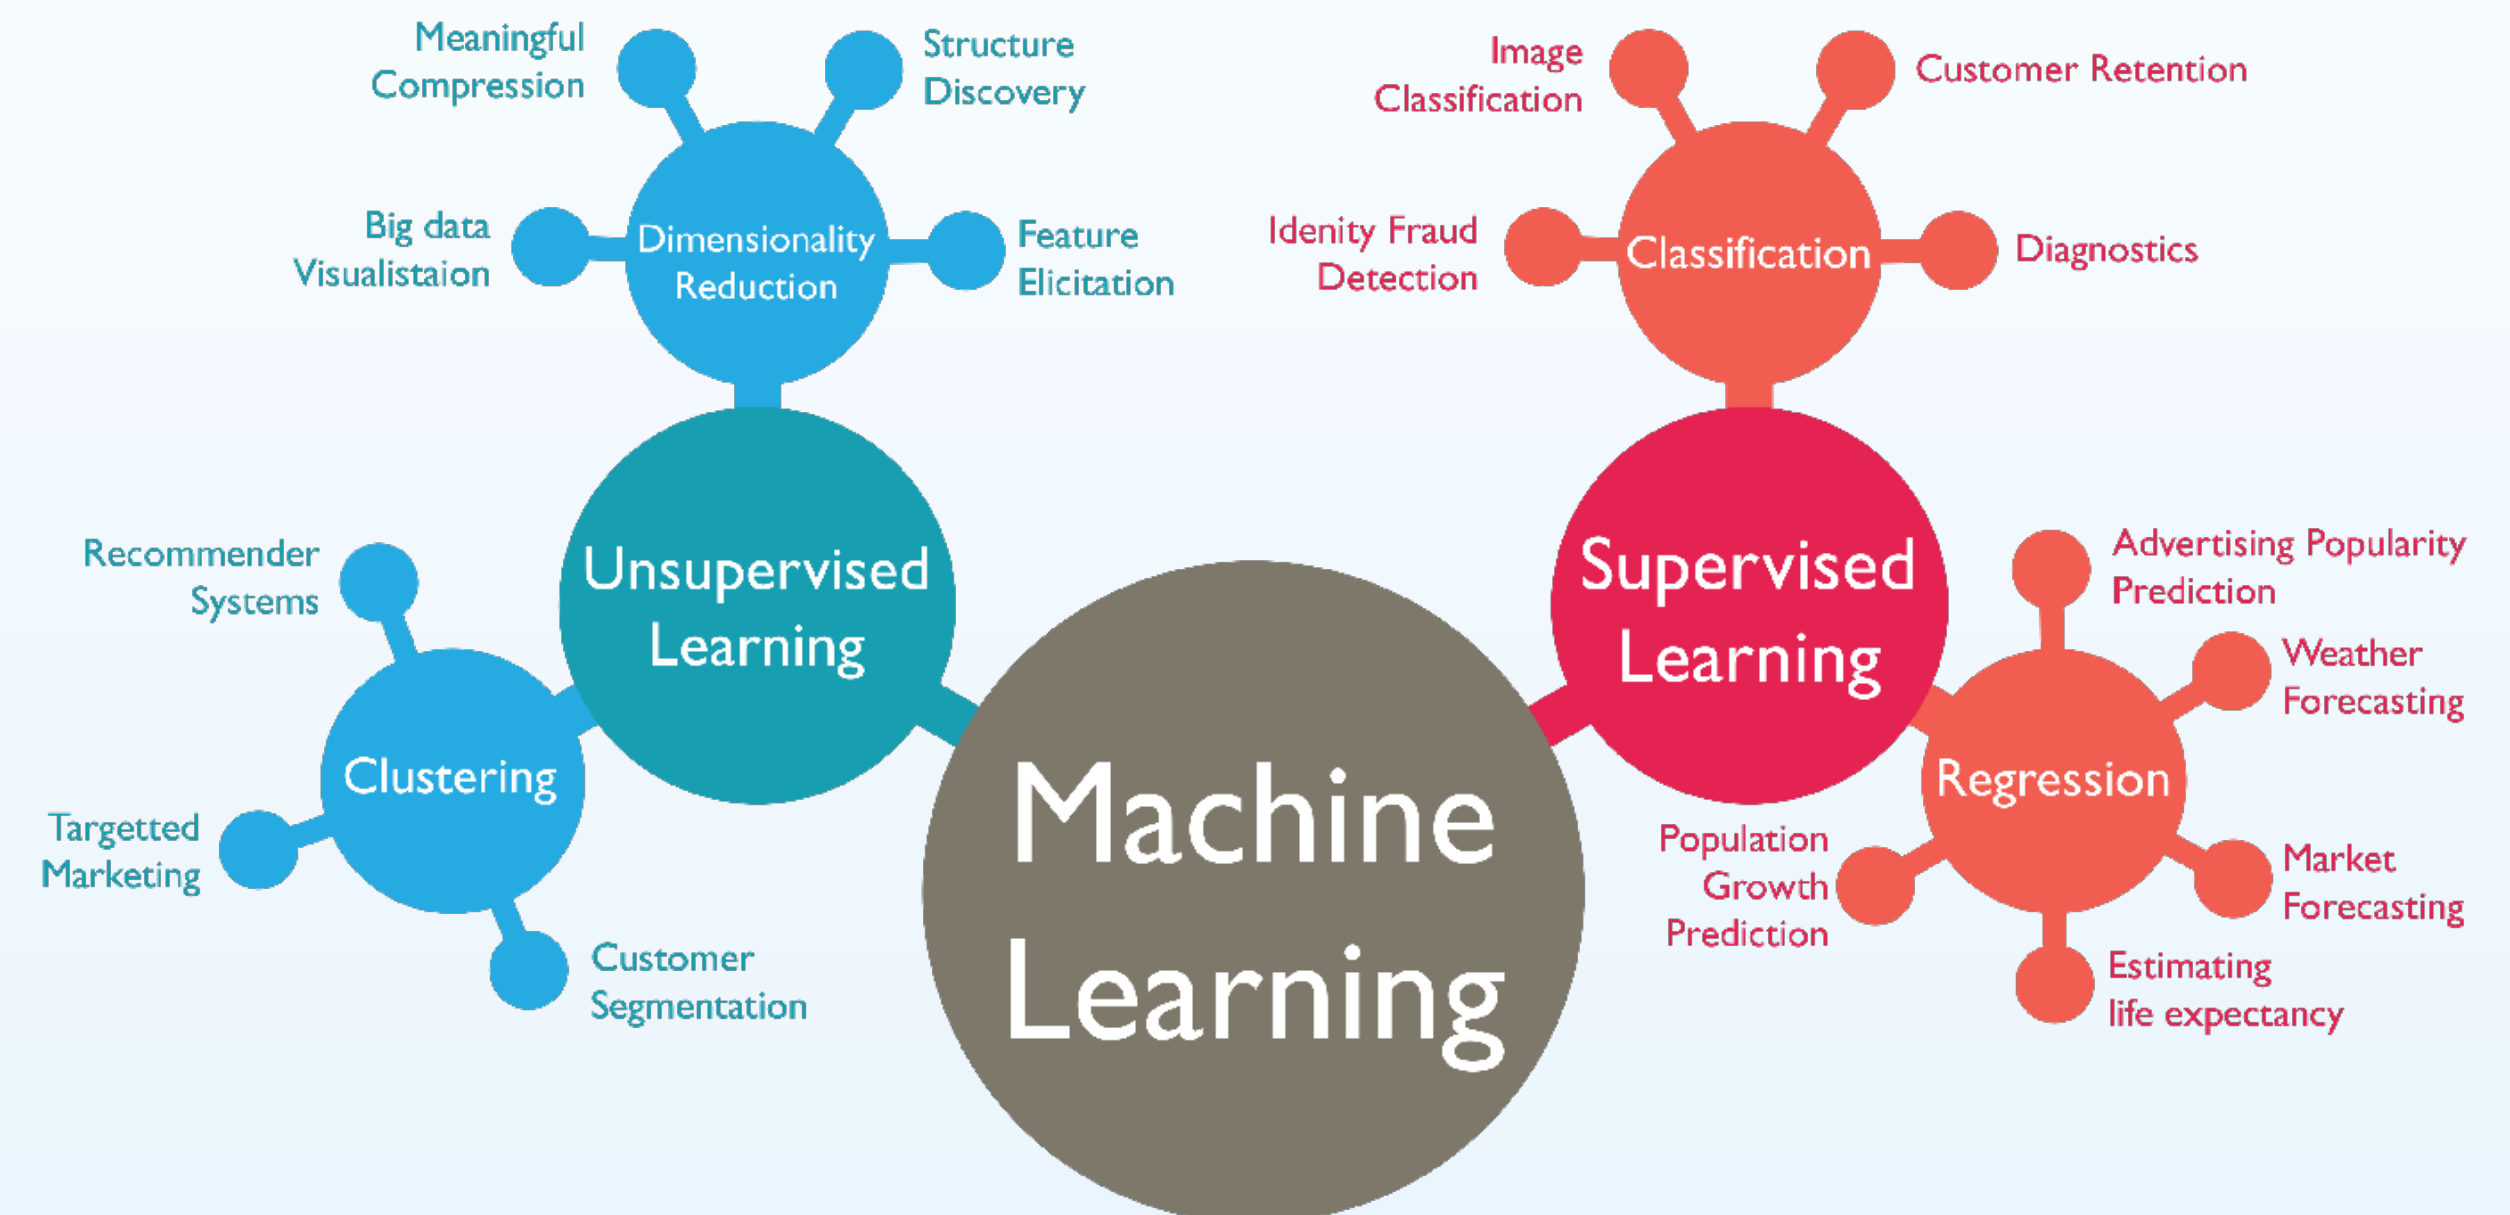 Meaningful
Compression
Structure
Discovery
Big data
Visualistaion
Dimensionality
Reduction
Feature
Elicitation
Image
Classification
Customer Retention
Idenity Fraud
Detection
Classification
Diagnostics
Unsupervised
Learning
Supervised
Learning
Recommender
Systems
Clustering
Targetted
Marketing
Customer
Segmentation
Machine
Learning
Advertising Popularity
Prediction
Weather
Forecasting
Regression
Population
Growth
Prediction
Market
Forecasting
Estimating
life expectancy